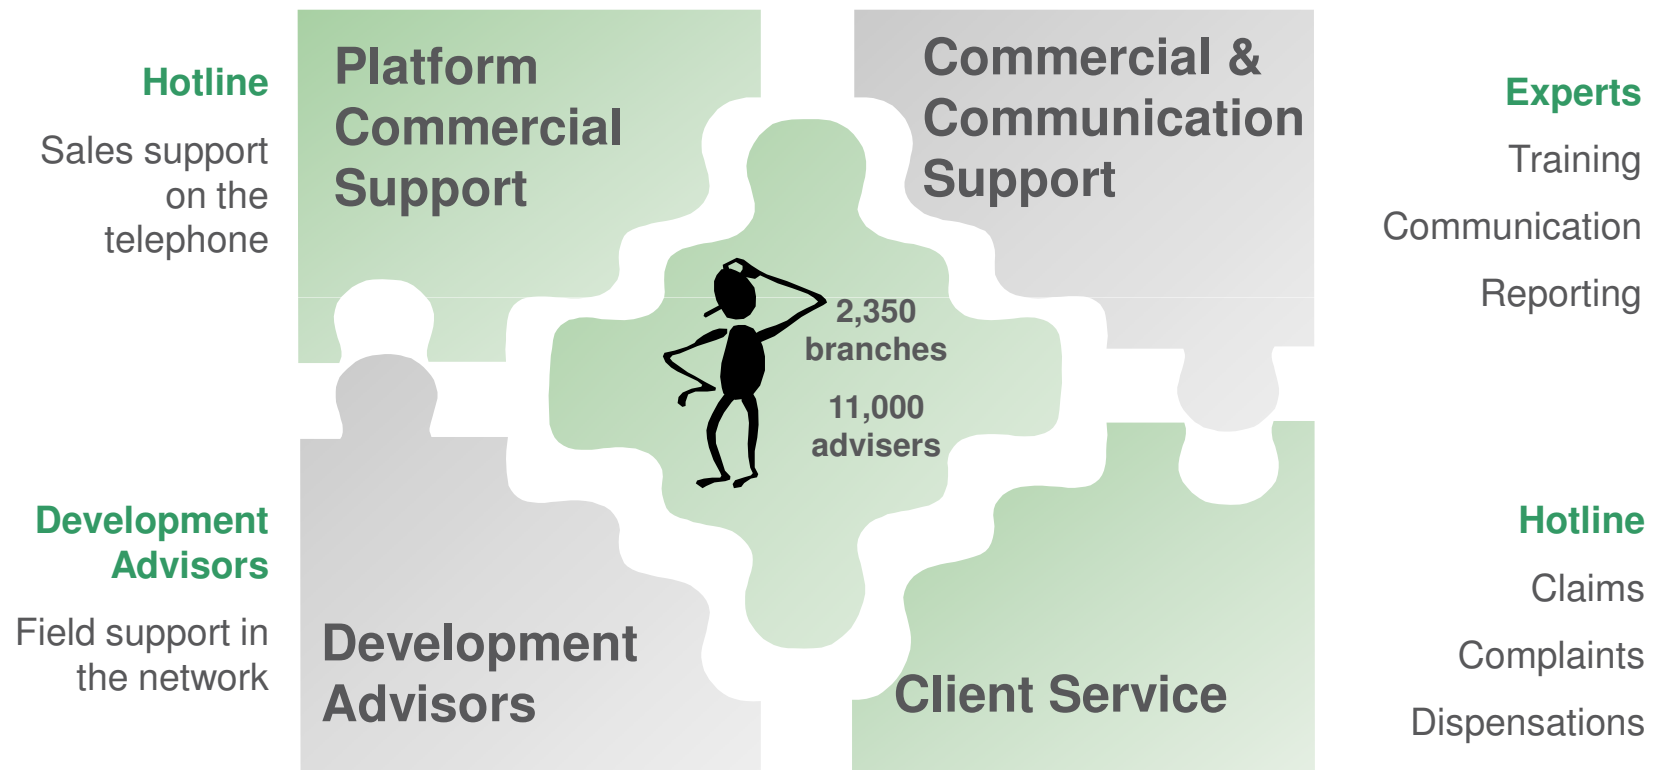 Hotline
Sales support
on the
telephone
Platform
Commercial
Support
Commercial &
Communication
Support
Experts
Training
Communication
Reporting
2,350
branches
11,000
advisers
Development
Advisors
Field support in
the network
Development
Advisors
Client Service
Hotline
Claims
Complaints
Dispensations